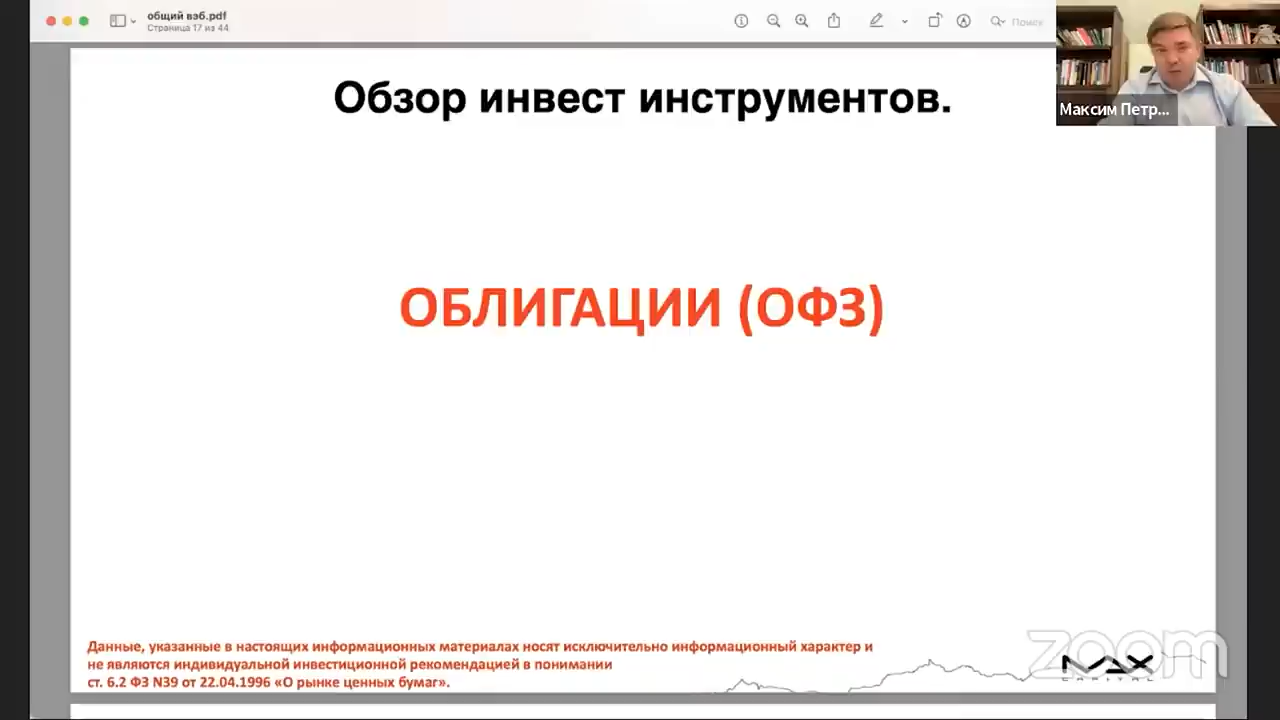 общий вэб.pdf
Страница 17 из 44
Поиск
Максим Петр...
Обзор инвест инструментов.
ОБЛИГАЦИИ (ОФЗ)
Данные, указанные в настоящих информационных материалах носят исключительно информационный характер и
не являются индивидуальной инвестиционной рекомендацией в понимании
ст. 6.2 ФЗ N39 от 22.04.1996 «О рынке ценных бумаг».
zoom
MAX
CAPITAL